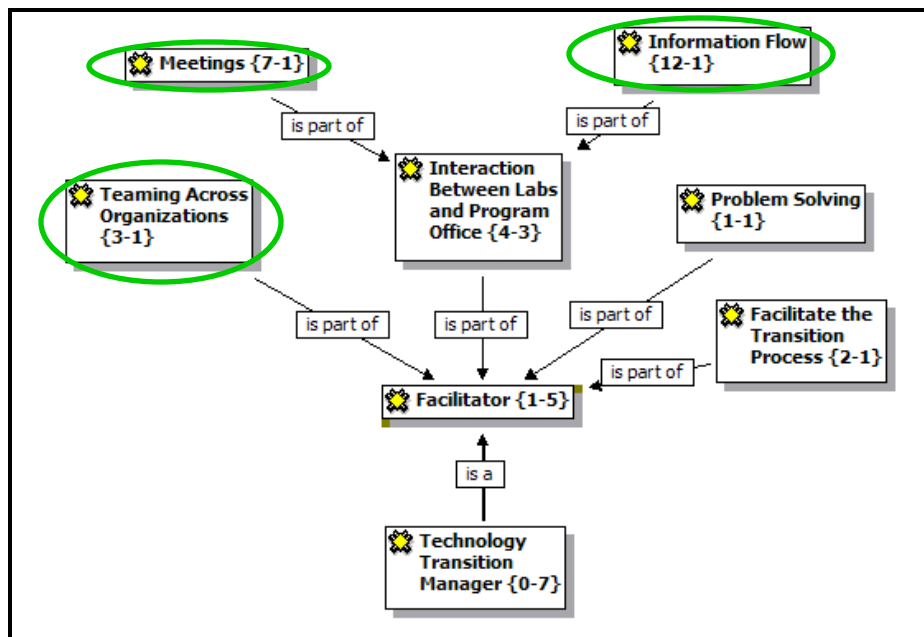 Meetings {7-1}
Information Flow
{12-1}
is part of
is part of
Interaction
Between Labs
and Program
Office {4-3}
Teaming Across
Organizations
{3-1}
Problem Solving
{1-1}
is part of
is part of
is part of
Facilitate the
Transition
Process {2-1}
is part of
Facilitator {1-5}
is a
Technology
Transition
Manager {0-7}